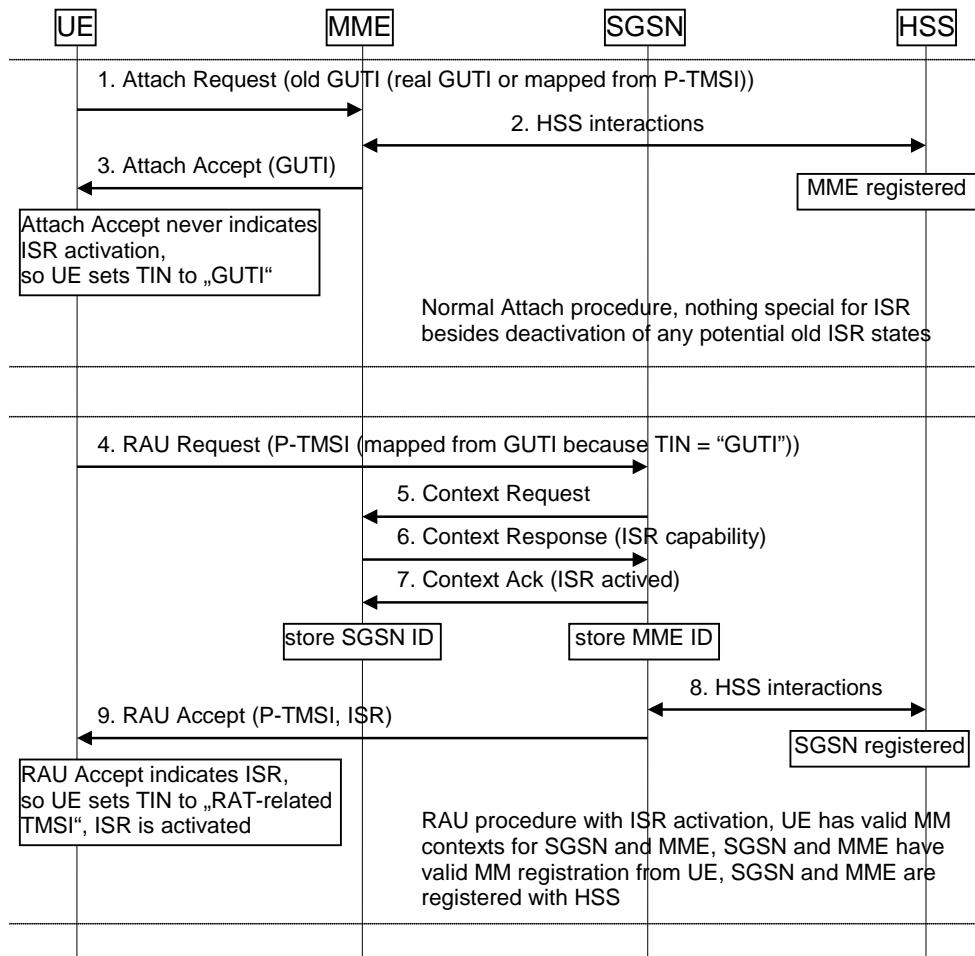 UE
MME
SGSN
HSS
1. Attach Request (old GUTI (real GUTI or mapped from P-TMSI))
2. HSS interactions
3. Attach Accept (GUTI)
MME registered
Attach Accept never indicates
ISR activation,
so UE sets TIN to „GUTI“
Normal Attach procedure, nothing special for ISR
besides deactivation of any potential old ISR states
4. RAU Request (P-TMSI (mapped from GUTI because TIN = “GUTI”))
5. Context Request
6. Context Response (ISR capability)
7. Context Ack (ISR actived)
store SGSN ID
store MME ID
8. HSS interactions
9. RAU Accept (P-TMSI, ISR)
SGSN registered
RAU Accept indicates ISR,
so UE sets TIN to „RAT-related
TMSI“, ISR is activated
RAU procedure with ISR activation, UE has valid MM
contexts for SGSN and MME, SGSN and MME have
valid MM registration from UE, SGSN and MME are
registered with HSS